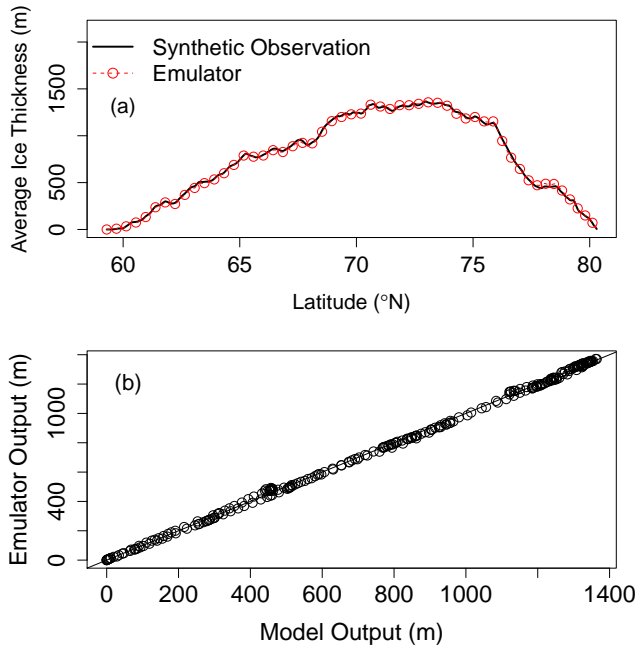 Synthetic Observation
Emulator
(a)
Average Ice Thickness (m)
1500
500
0
60
65
70
75
80
Latitude (°N)
(b)
Emulator Output (m)
1000
400
0
0
200
400
600
800
1000
1400
Model Output (m)